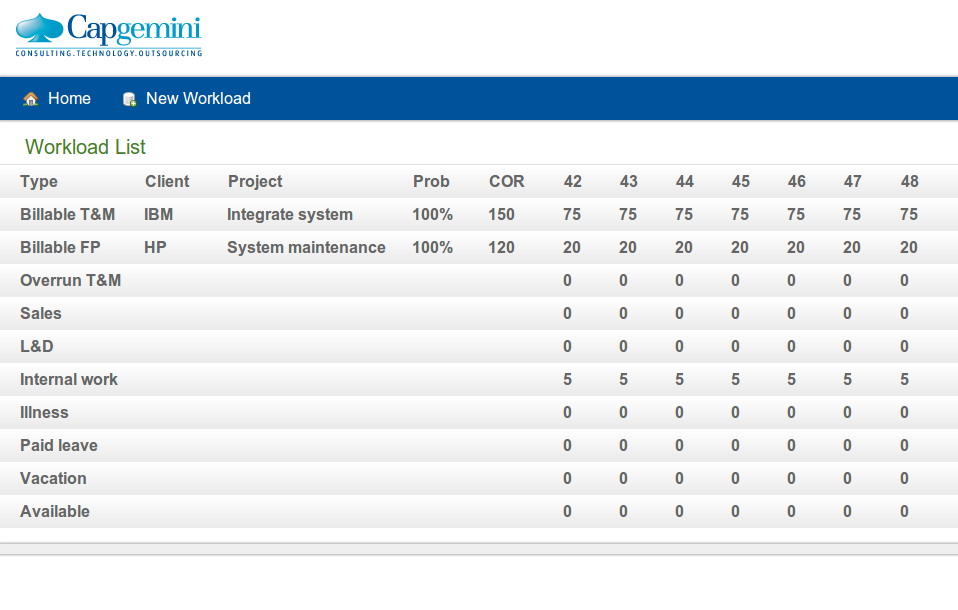 Capgemini
CONSULTING.TECHNOLOGY.OUTSOURCING
Home New Workload
Workload List
Type Client Project Prob COR 42 43 44 45 46 47 48
Billable T&M IBM Integrate system 100% 150 75 75 75 75 75 75 75
Billable FP HP System maintenance 100% 120 20 20 20 20 20 20 20
Overrun T&M 0 0 0 0 0 0 0
Sales 0 0 0 0 0 0 0
L&D 0 0 0 0 0 0 0
Internal work 5 5 5 5 5 5 5
Illness 0 0 0 0 0 0 0
Paid leave 0 0 0 0 0 0 0
Vacation 0 0 0 0 0 0 0
Available 0 0 0 0 0 0 0